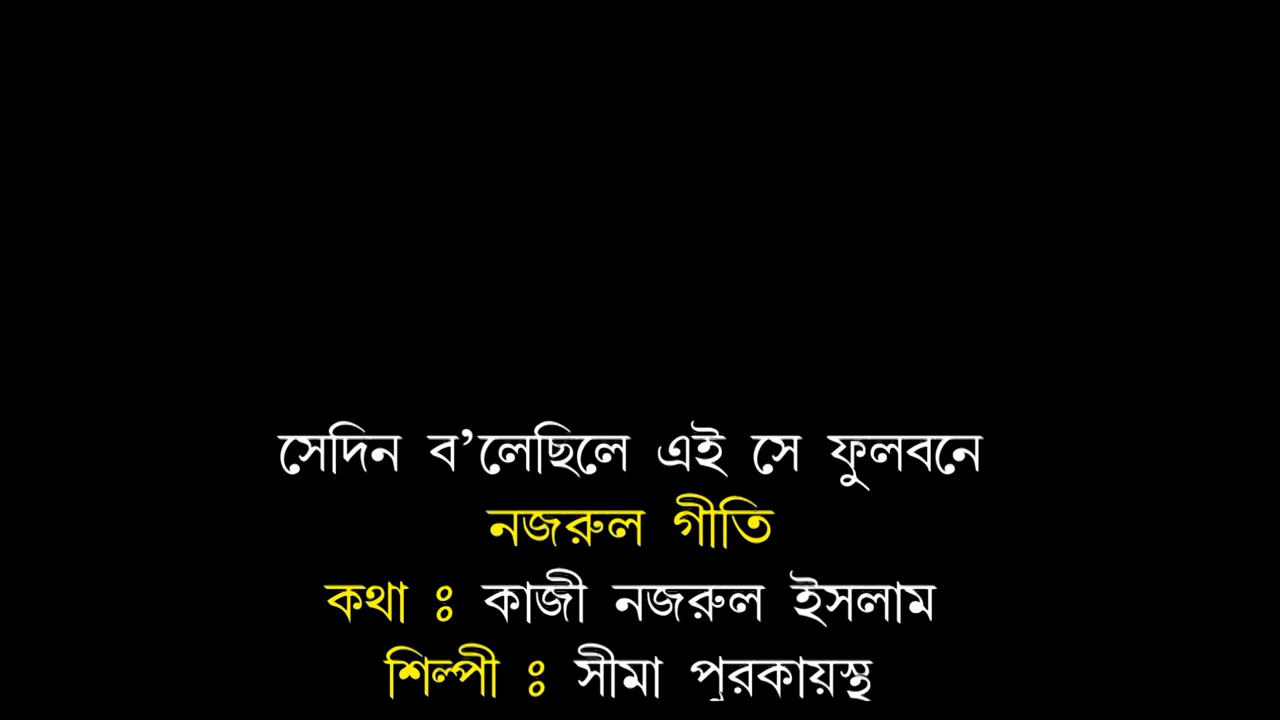 সেদিন ব’লেছিলে এই সে ফুলবনে
নজরুল গীতি
কথা ঃ কাজী নজরুল ইসলাম
শিল্পী ঃ সীমা পুরকায়স্থ